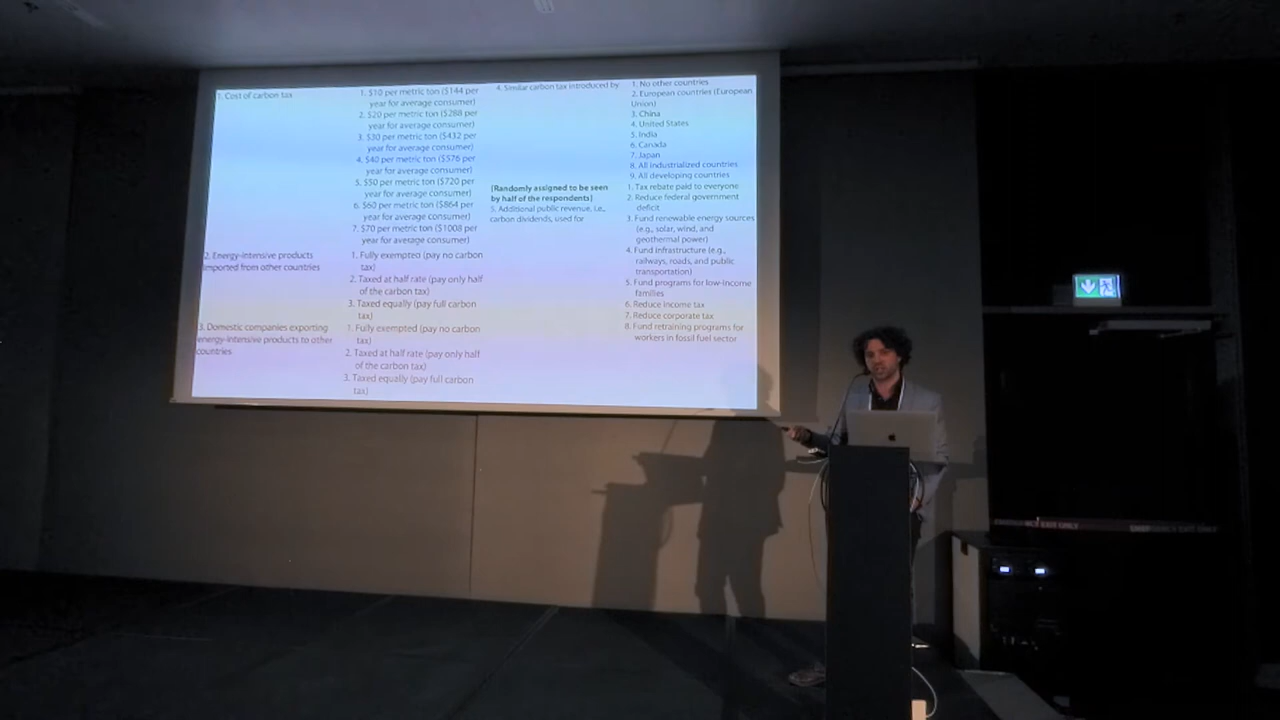 1. Cost of carbon tax
1. $10 per metric ton ($144 per
year for average consumer)
2. $20 per metric ton ($288 per
year for average consumer)
3. $30 per metric ton ($432 per
year for average consumer)
4. $40 per metric ton ($576 per
year for average consumer)
5. $50 per metric ton ($720 per
year for average consumer)
6. $60 per metric ton ($864 per
year for average consumer)
7. $70 per metric ton ($1008 per
year for average consumer)
2. Energy-intensive products
imported from other countries
1. Fully exempted (pay no carbon
tax)
2. Taxed at half rate (pay only half
of the carbon tax)
3. Taxed equally (pay full carbon
tax)
3. Domestic companies exporting
energy-intensive products to other
countries
1. Fully exempted (pay no carbon
tax)
2. Taxed at half rate (pay only half
of the carbon tax)
3. Taxed equally (pay full carbon
tax)
4. Similar carbon tax introduced by
1. No other countries
2. European countries (European
Union)
3. China
4. United States
5. India
6. Canada
7. Japan
8. All industrialized countries
9. All developing countries
(Randomly assigned to be seen
by half of the respondents)
5. Additional public revenue, i.e.,
carbon dividends, used for
1. Tax rebate paid to everyone
2. Reduce federal government
deficit
3. Fund renewable energy sources
(e.g., solar, wind, and
geothermal power)
4. Fund infrastructure (e.g.,
railways, roads, and public
transportation)
5. Fund programs for low-income
families
6. Reduce income tax
7. Reduce corporate tax
8. Fund retraining programs for
workers in fossil fuel sector
EXIT ONLY